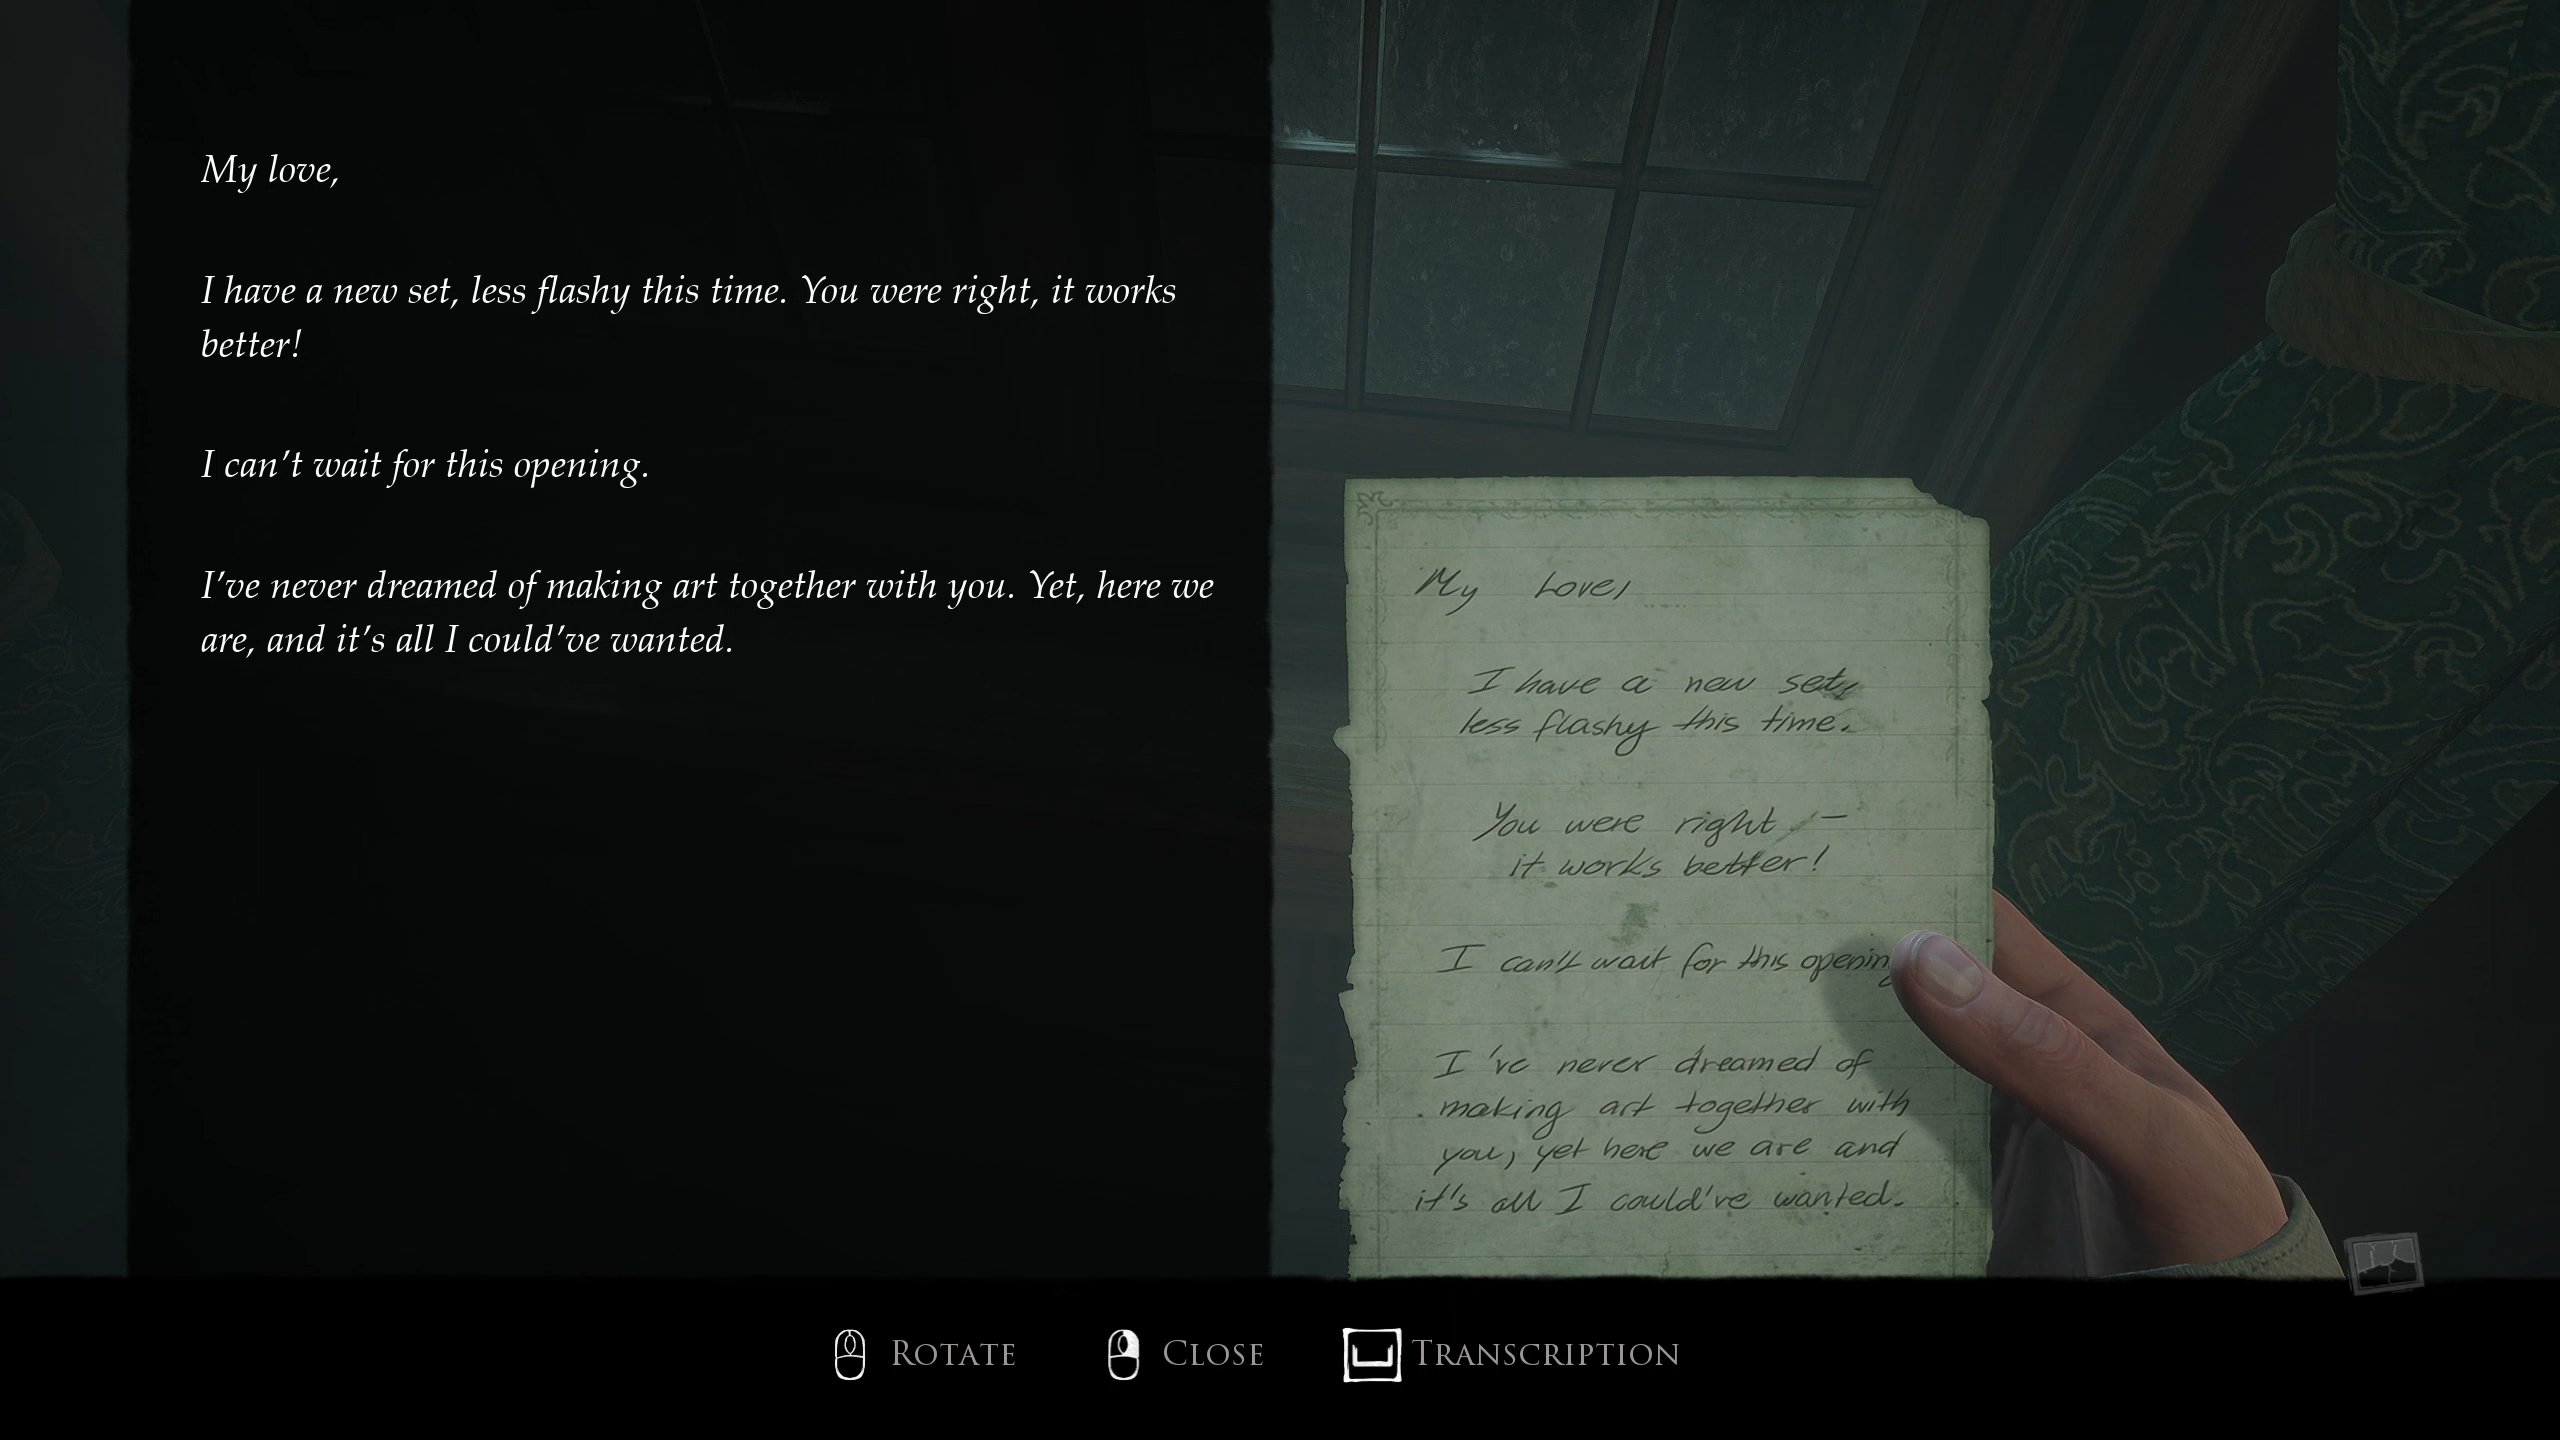 My love,
I have a new set, less flashy this time. You were right, it works
better!
I can't wait for this opening.
I've never dreamed of making art together with you. Yet, here we
are, and it's all I could've wanted.
My Love,
I have a new set,
less flashy this time.
You were right —
it works better!
I can't wait for this opening
I've never dreamed of
making art together with
you, yet here we are and
it's all I could've wanted.
ROTATE CLOSE TRANSCRIPTION